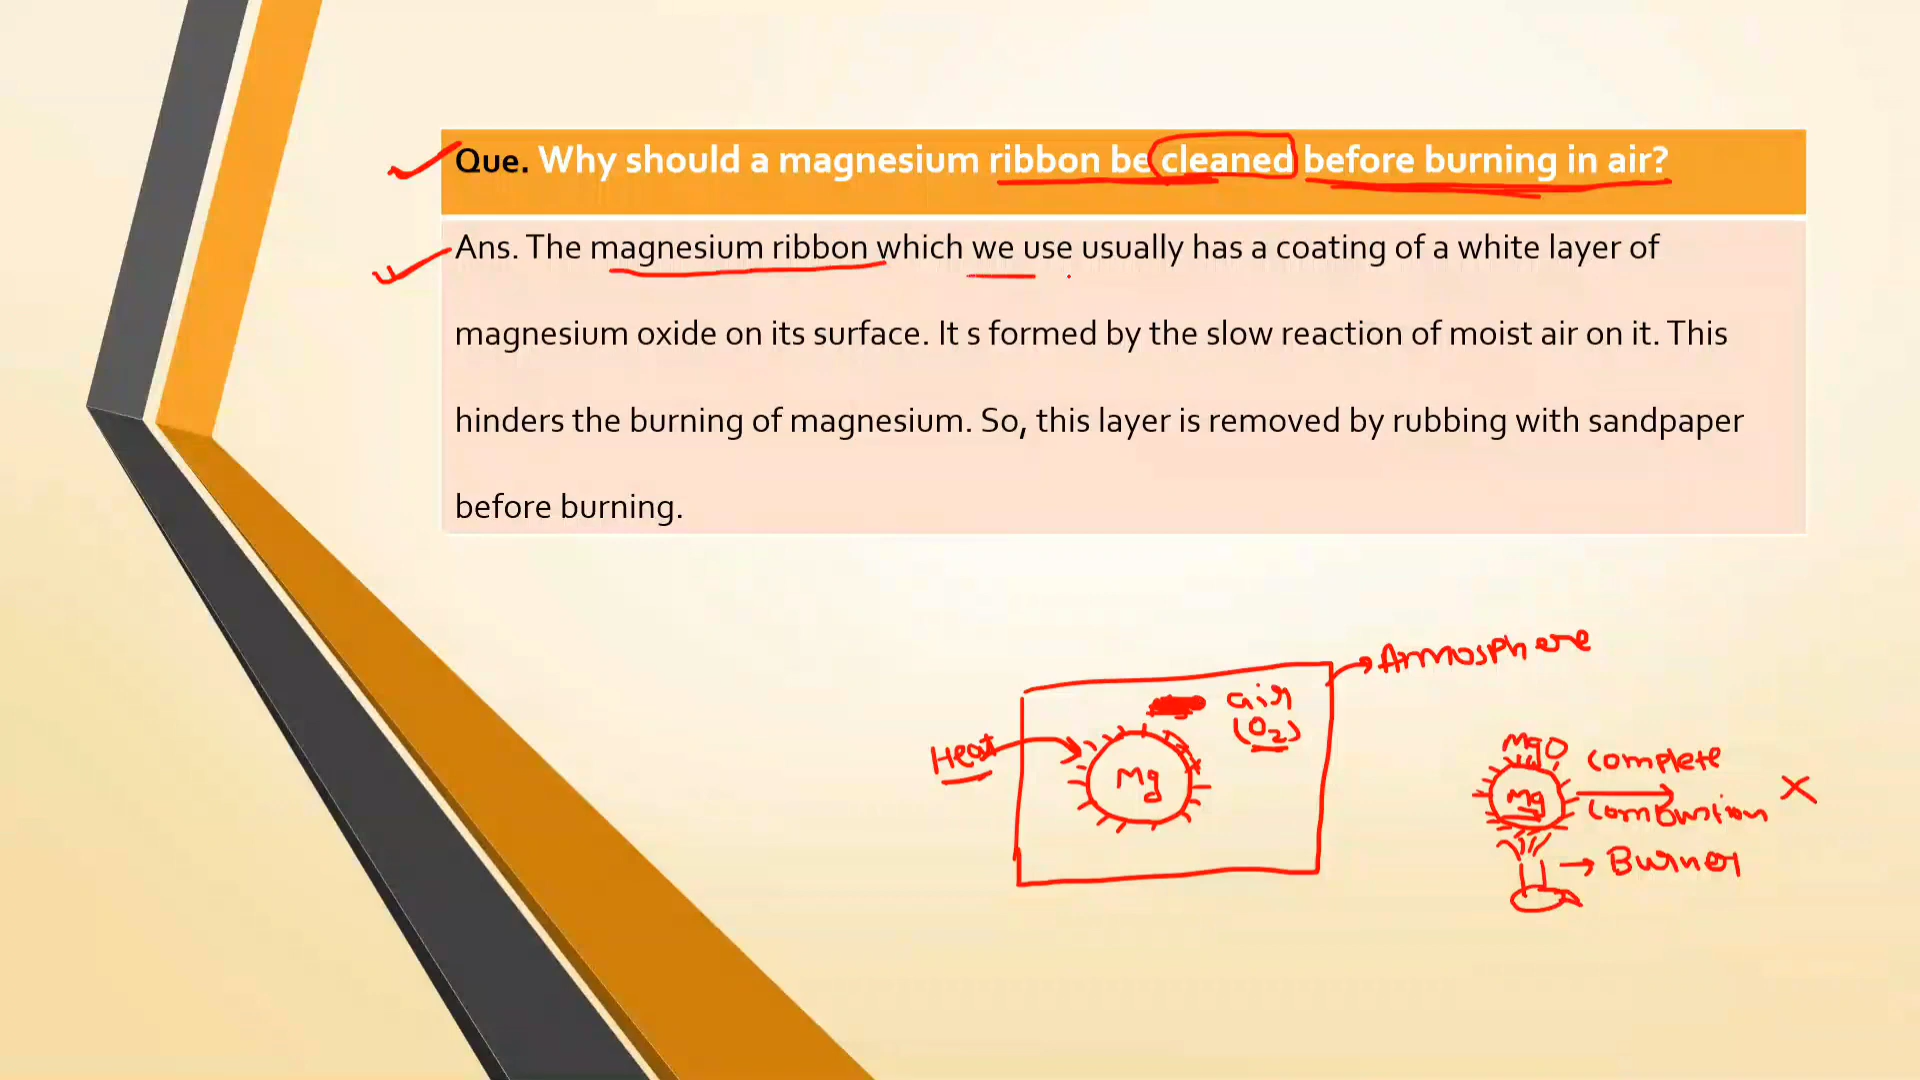 Que. Why should a magnesium ribbon be cleaned before burning in air?
Ans. The magnesium ribbon which we use usually has a coating of a white layer of
magnesium oxide on its surface. It s formed by the slow reaction of moist air on it. This
hinders the burning of magnesium. So, this layer is removed by rubbing with sandpaper
before burning.
Atmosphere
air
(O2)
Heat
Mg
MgO
Mg
complete
combustion
Burner